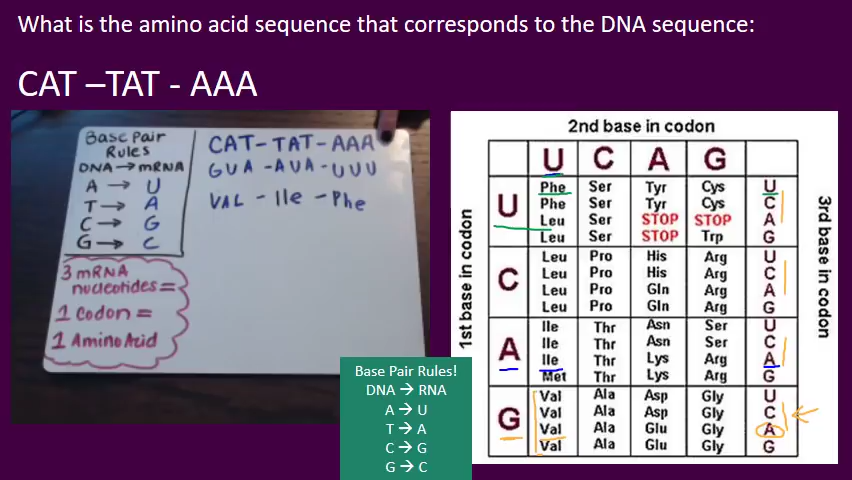 What is the amino acid sequence that corresponds to the DNA sequence:
CAT –TAT - AAA
Base Pair
Rules
DNA → mRNA
A → U
T → A
C → G
G → C
3 mRNA
nucleotides =
1 Codon =
1 Amino Acid
CAT - TAT - AAA
GUA - AUA - UUU
VAL - Ile - Phe
Base Pair Rules!
DNA → RNA
A → U
T → A
C → G
G → C
2nd base in codon
U C A G
1st base in codon
U
Phe Ser Tyr Cys U
Phe Ser Tyr Cys C
Leu Ser STOP STOP A
Leu Ser STOP Trp G
C
Leu Pro His Arg U
Leu Pro His Arg C
Leu Pro Gln Arg A
Leu Pro Gln Arg G
A
Ile Thr Asn Ser U
Ile Thr Asn Ser C
Ile Thr Lys Arg A
Met Thr Lys Arg G
G
Val Ala Asp Gly U
Val Ala Asp Gly C
Val Ala Glu Gly A
Val Ala Glu Gly G
3rd base in codon